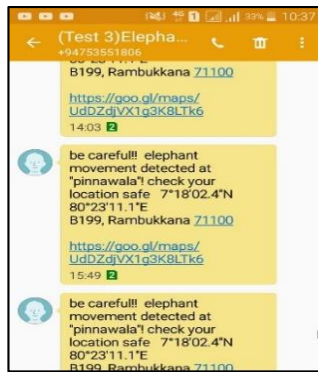 33% 10:37
(Test 3)Elepha...
+94753551806
B199, Rambukkana 71100
https://goo.gl/maps/
UdDZdjVX1g3K8LTk6
14:03 2
be careful!! elephant
movement detected at
"pinnawala"! check your
location safe 7°18'02.4"N
80°23'11.1"E
B199, Rambukkana 71100
https://goo.gl/maps/
UdDZdjVX1g3K8LTk6
15:49 2
be careful!! elephant
movement detected at
"pinnawala"! check your
location safe 7°18'02.4"N
80°23'11.1"E
B199, Rambukkana 71100